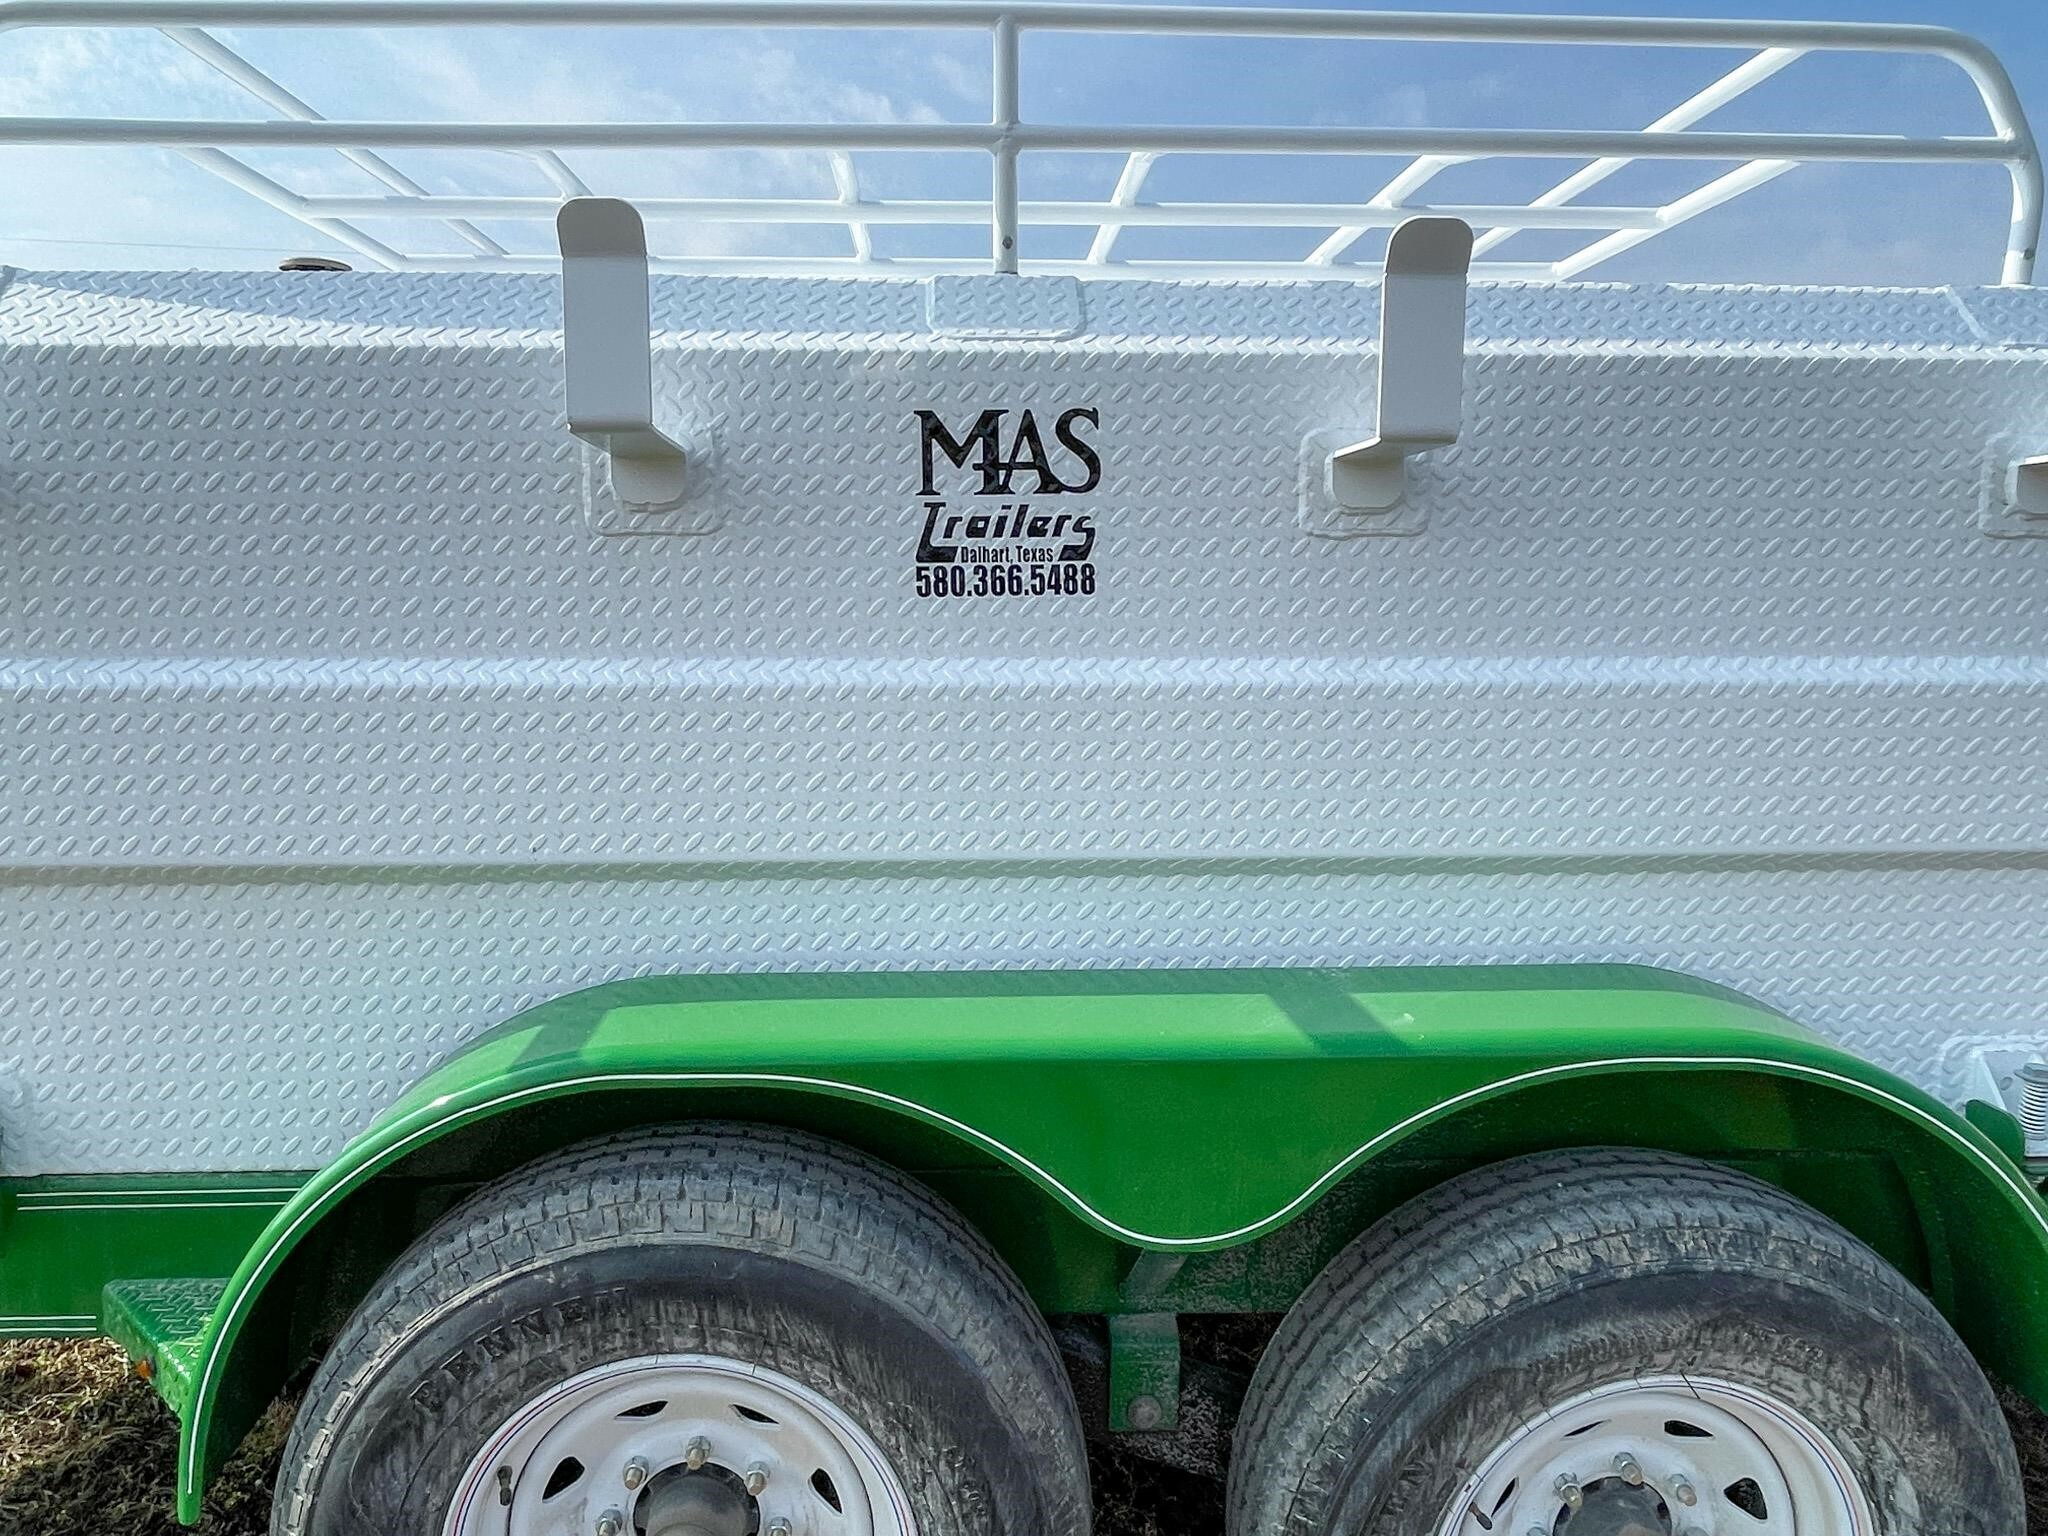 MAS
Trailers
Dalhart, Texas
580.366.5488